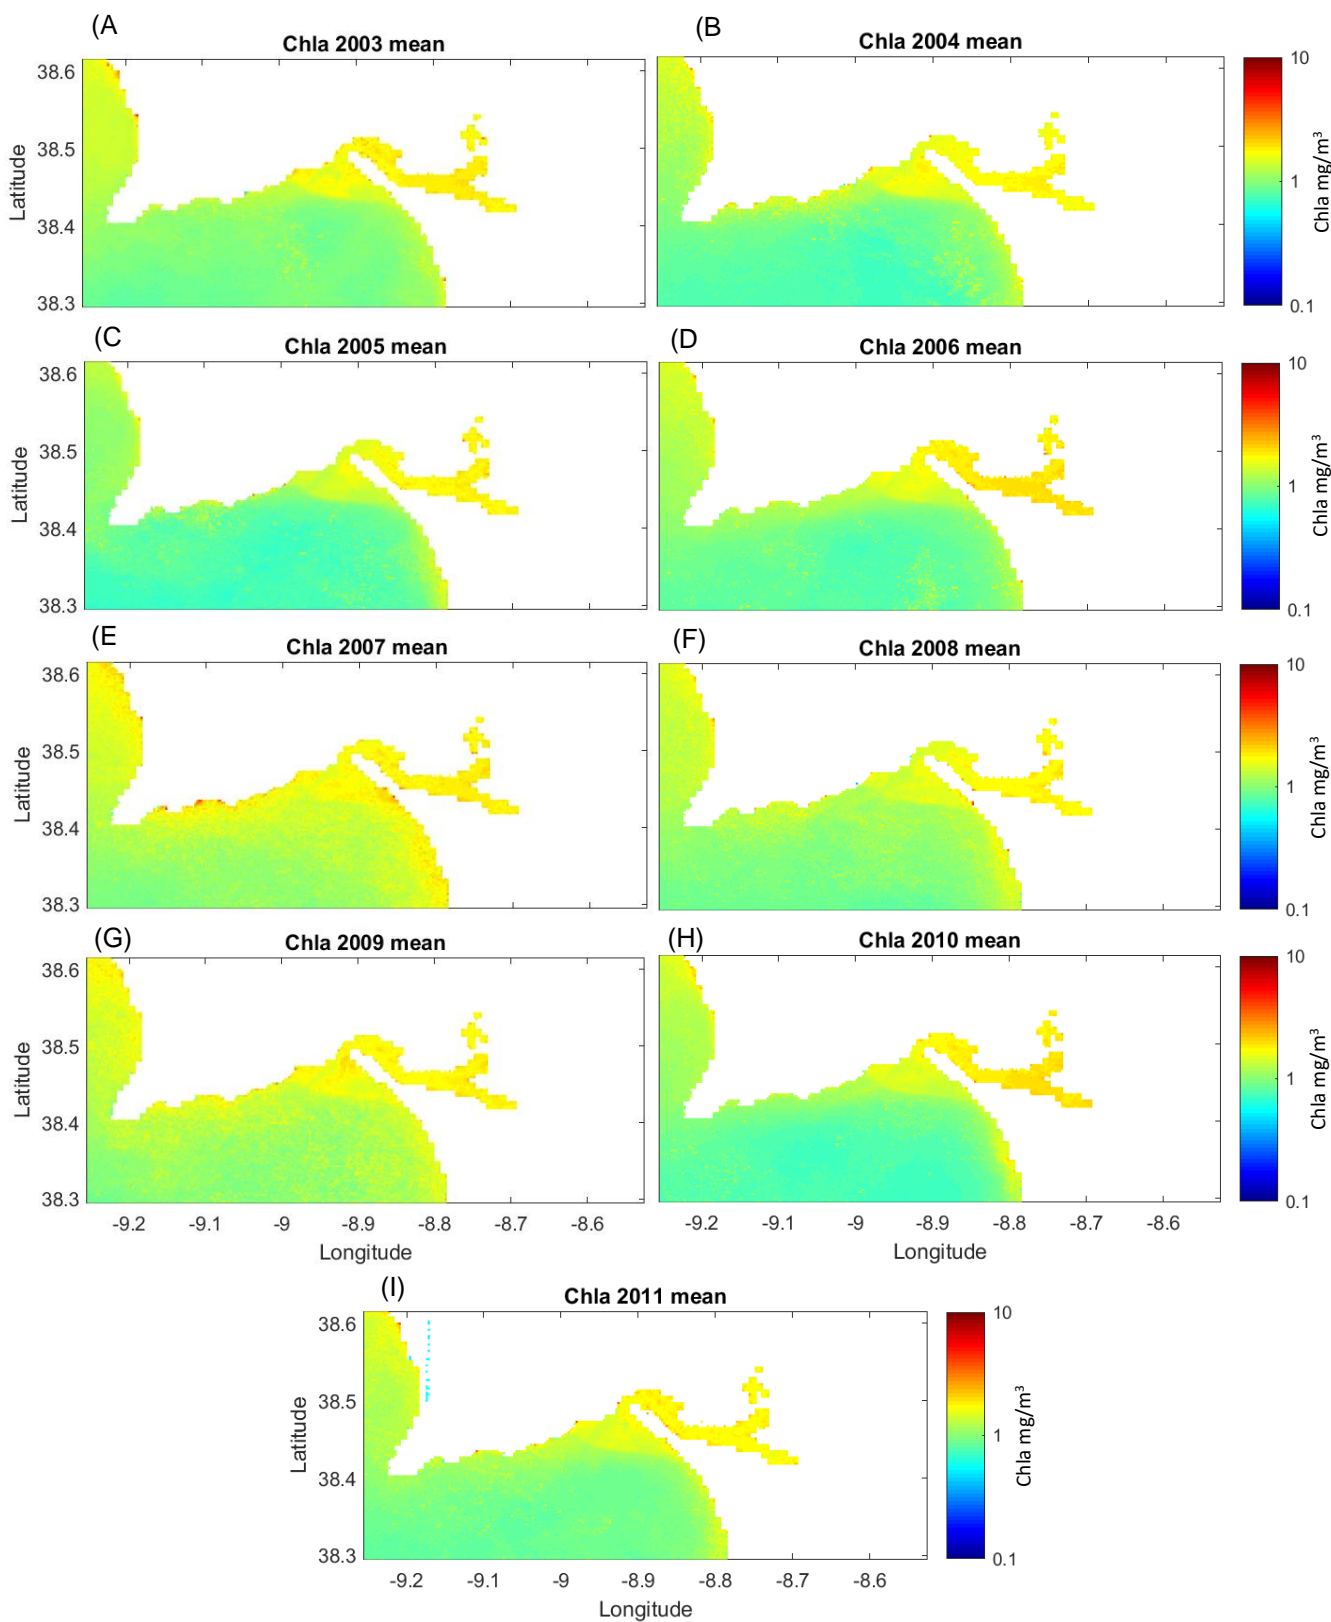 (A)
Chla 2003 mean
38.6
38.5
38.4
38.3
Latitude
(B)
Chla 2004 mean
10
1
0.1
Chla mg/m³
(C)
Chla 2005 mean
38.6
38.5
38.4
38.3
Latitude
(D)
Chla 2006 mean
10
1
0.1
Chla mg/m³
(E)
Chla 2007 mean
38.6
38.5
38.4
38.3
Latitude
(F)
Chla 2008 mean
10
1
0.1
Chla mg/m³
(G)
Chla 2009 mean
38.6
38.5
38.4
38.3
Latitude
-9.2 -9.1 -9 -8.9 -8.8 -8.7 -8.6
Longitude
(H)
Chla 2010 mean
10
1
0.1
Chla mg/m³
-9.2 -9.1 -9 -8.9 -8.8 -8.7 -8.6
Longitude
(I)
Chla 2011 mean
38.6
38.5
38.4
38.3
Latitude
10
1
0.1
Chla mg/m³
-9.2 -9.1 -9 -8.9 -8.8 -8.7 -8.6
Longitude